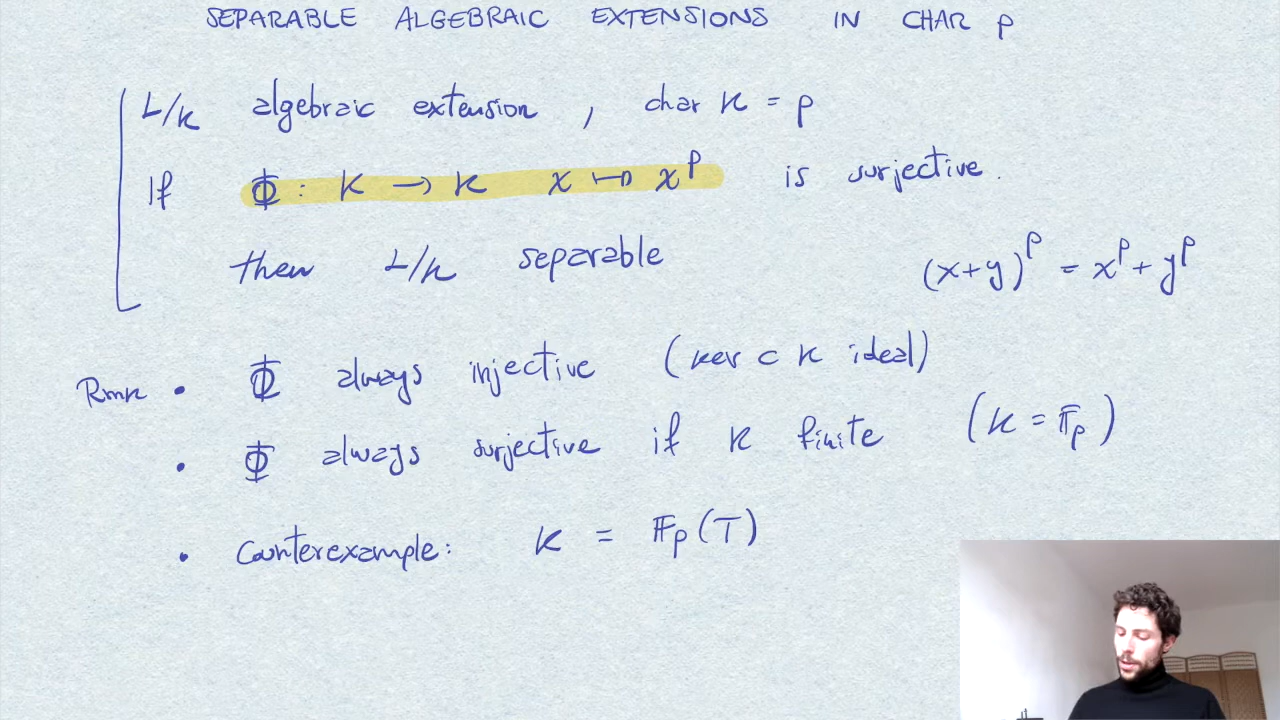 SEPARABLE ALGEBRAIC EXTENSIONS IN CHAR p
L/K algebraic extension , char K = p
If Φ : K → K x ↦ x^p is surjective.
then L/K separable
(x+y)^p = x^p + y^p
Rmk • Φ always injective (ker ⊂ K ideal)
• Φ always surjective if K finite (K = 𝔽_p)
• Counterexample: K = 𝔽_p(T)